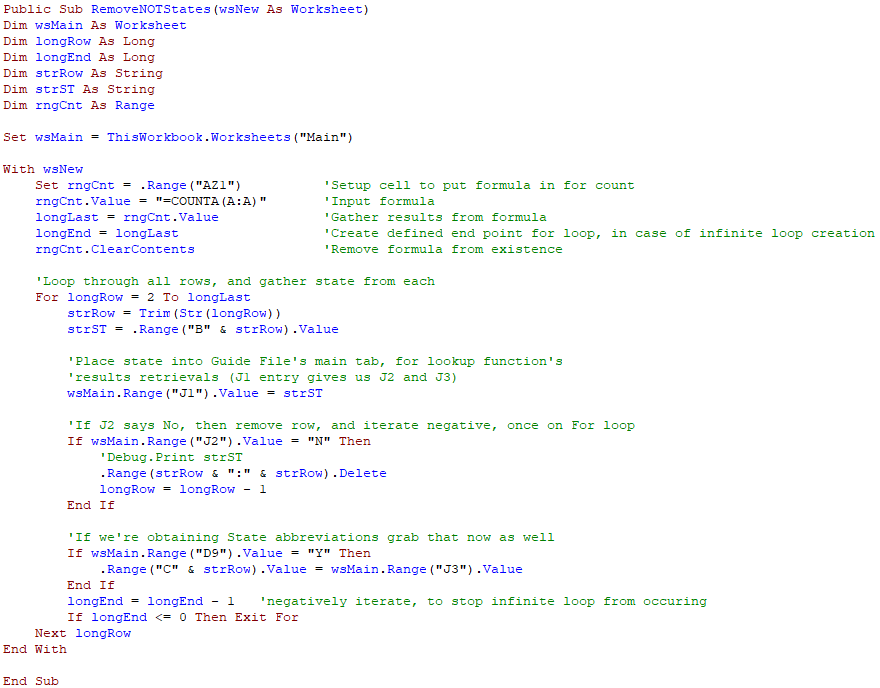 Public Sub RemoveNOTStates(wsNew As Worksheet)
Dim wsMain As Worksheet
Dim longRow As Long
Dim longEnd As Long
Dim strRow As String
Dim strST As String
Dim rngCnt As Range

Set wsMain = ThisWorkbook.Worksheets("Main")

With wsNew
    Set rngCnt = .Range("AZ1")          'Setup cell to put formula in for count
    rngCnt.Value = "=COUNTA(A:A)"       'Input formula
    longLast = rngCnt.Value             'Gather results from formula
    longEnd = longLast                  'Create defined end point for loop, in case of infinite loop creation
    rngCnt.ClearContents                'Remove formula from existence

    'Loop through all rows, and gather state from each
    For longRow = 2 To longLast
        strRow = Trim(Str(longRow))
        strST = .Range("B" & strRow).Value

        'Place state into Guide File's main tab, for lookup function's
        'results retrievals (J1 entry gives us J2 and J3)
        wsMain.Range("J1").Value = strST

        'If J2 says No, then remove row, and iterate negative, once on For loop
        If wsMain.Range("J2").Value = "N" Then
            'Debug.Print strST
            .Range(strRow & ":" & strRow).Delete
            longRow = longRow - 1
        End If

        'If we're obtaining State abbreviations grab that now as well
        If wsMain.Range("D9").Value = "Y" Then
            .Range("C" & strRow).Value = wsMain.Range("J3").Value
        End If
        longEnd = longEnd - 1   'negatively iterate, to stop infinite loop from occuring
        If longEnd <= 0 Then Exit For
    Next longRow
End With

End Sub